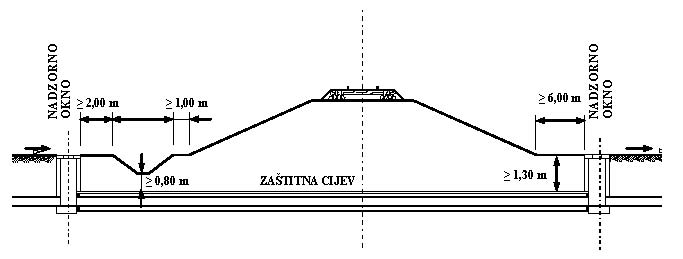 NADZORNO
OKNO
≥ 2,00 m
≥ 1,00 m
≥ 6,00 m
NADZORNO
OKNO
≥ 0,80 m
ZAŠTITNA CIJEV
≥ 1,30 m